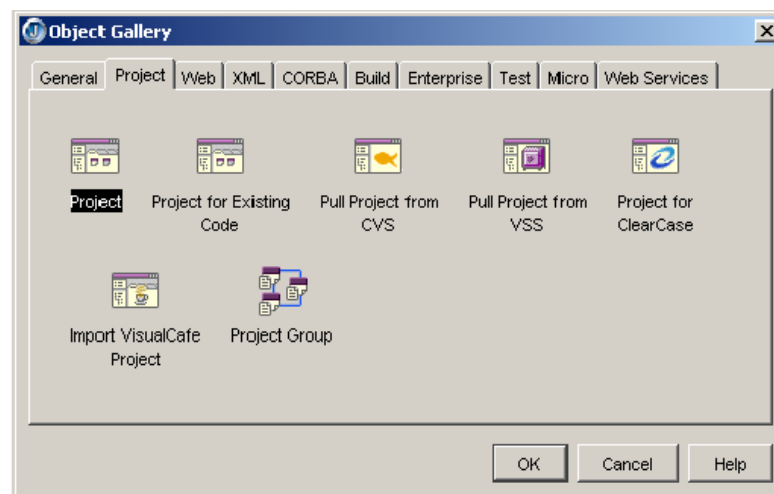 Object Gallery
General Project Web XML CORBA Build Enterprise Test Micro Web Services
Project Project for Existing Pull Project from Pull Project from Project for
Code CVS VSS ClearCase
Import VisualCafe Project Group
Project
OK Cancel Help